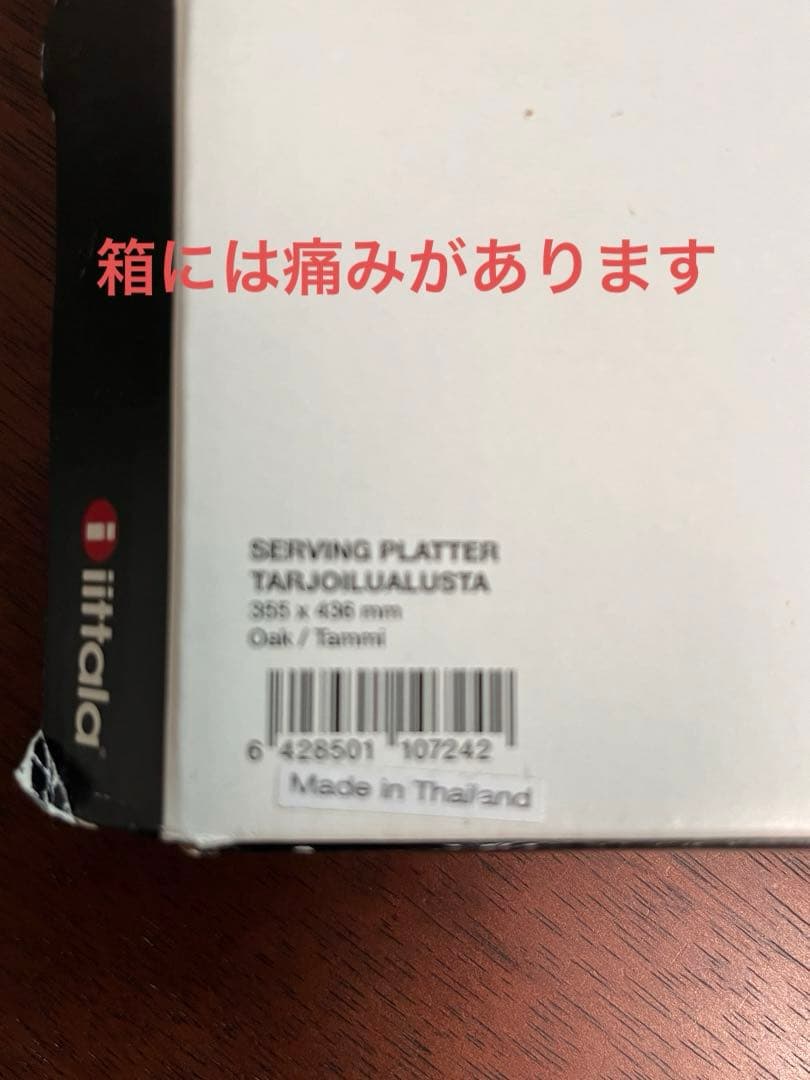 箱には痛みがあります
iittala
SERVING PLATTER
TARJOILUALUSTA
355 x 436 mm
Oak / Tammi
6 428501 107242
Made in Thailand